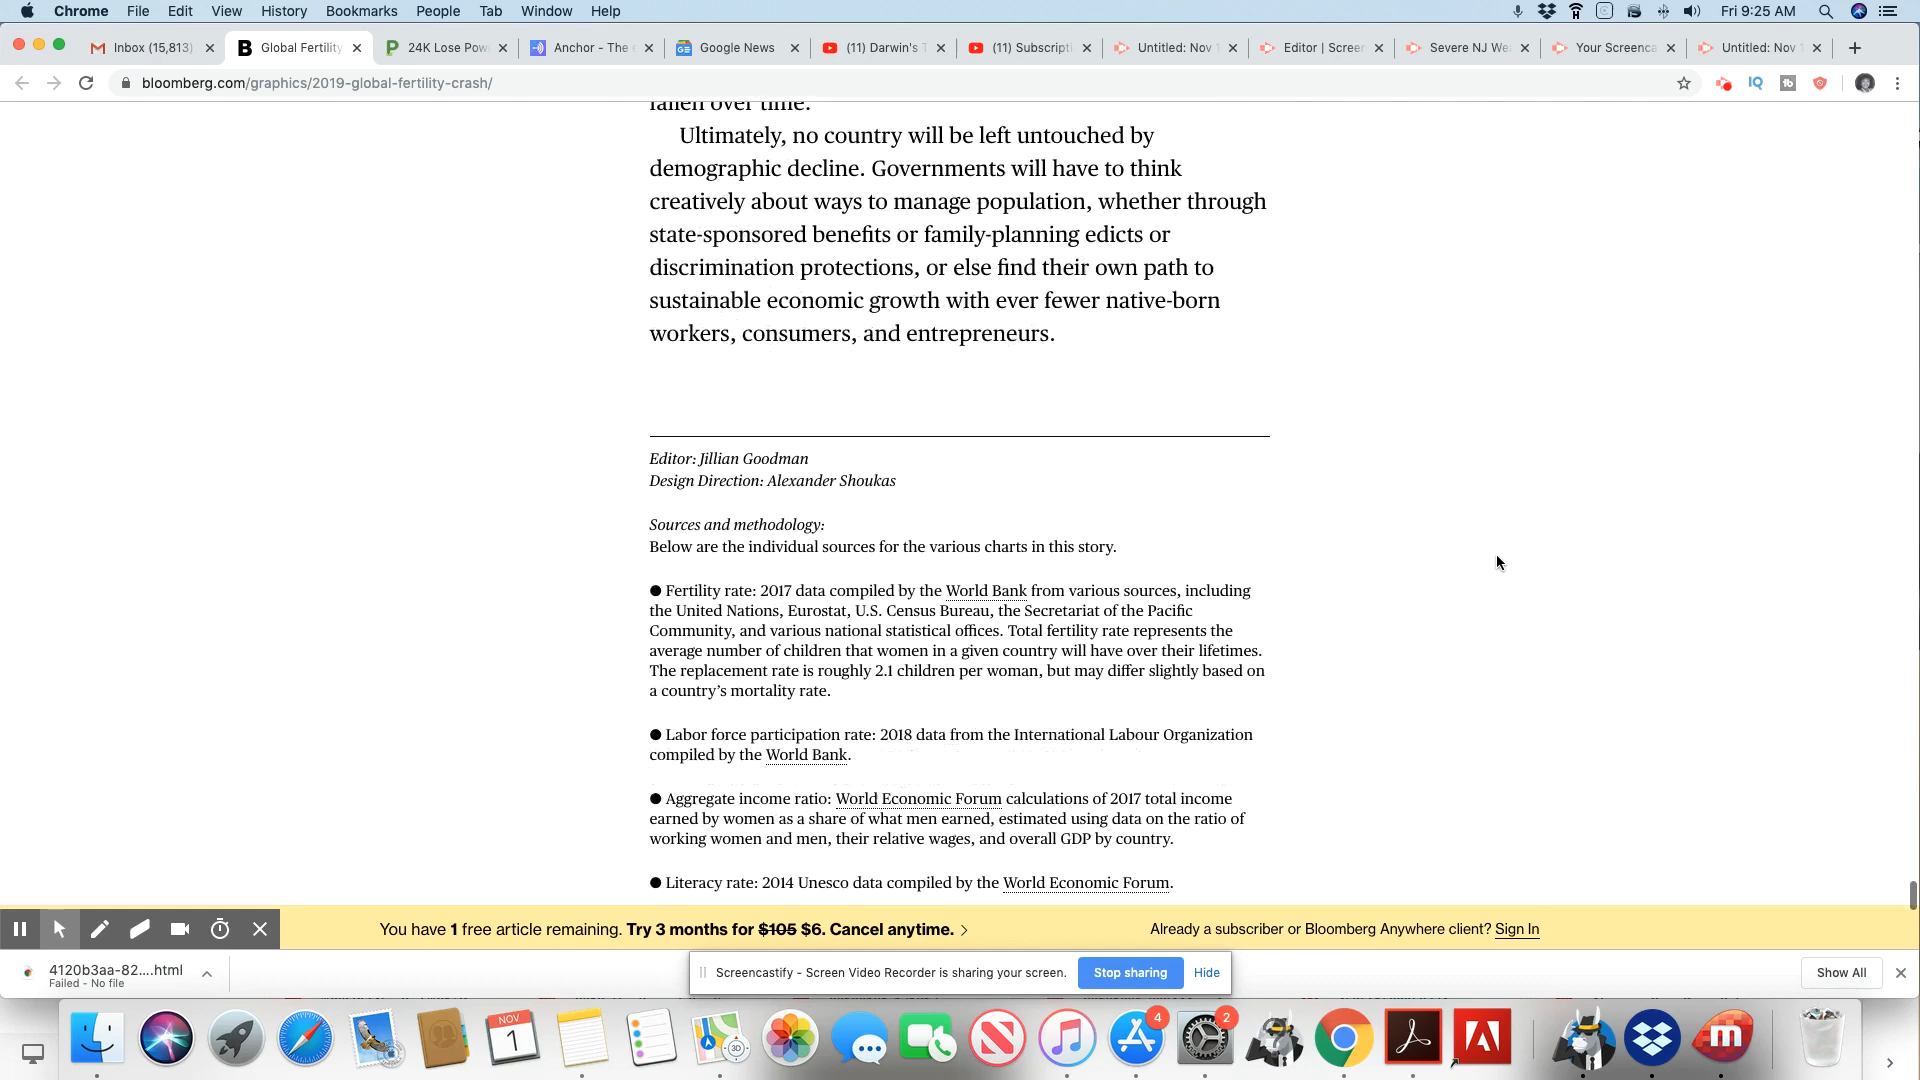 Chrome File Edit View History Bookmarks People Tab Window Help Fri 9:25 AM
Inbox (15,813) Global Fertility 24K Lose Pow Anchor - The Google News (11) Darwin's T (11) Subscripti Untitled: Nov 1 Editor | Screen Severe NJ We Your Screenca Untitled: Nov 1
bloomberg.com/graphics/2019-global-fertility-crash/
fallen over time.
Ultimately, no country will be left untouched by
demographic decline. Governments will have to think
creatively about ways to manage population, whether through
state-sponsored benefits or family-planning edicts or
discrimination protections, or else find their own path to
sustainable economic growth with ever fewer native-born
workers, consumers, and entrepreneurs.
Editor: Jillian Goodman
Design Direction: Alexander Shoukas
Sources and methodology:
Below are the individual sources for the various charts in this story.
● Fertility rate: 2017 data compiled by the World Bank from various sources, including
the United Nations, Eurostat, U.S. Census Bureau, the Secretariat of the Pacific
Community, and various national statistical offices. Total fertility rate represents the
average number of children that women in a given country will have over their lifetimes.
The replacement rate is roughly 2.1 children per woman, but may differ slightly based on
a country's mortality rate.
● Labor force participation rate: 2018 data from the International Labour Organization
compiled by the World Bank.
● Aggregate income ratio: World Economic Forum calculations of 2017 total income
earned by women as a share of what men earned, estimated using data on the ratio of
working women and men, their relative wages, and overall GDP by country.
● Literacy rate: 2014 Unesco data compiled by the World Economic Forum.
You have 1 free article remaining. Try 3 months for $105 $6. Cancel anytime. > Already a subscriber or Bloomberg Anywhere client? Sign In
4120b3aa-82....html
Failed - No file
Screencastify - Screen Video Recorder is sharing your screen. Stop sharing Hide
Show All
NOV
1
3D
4
2